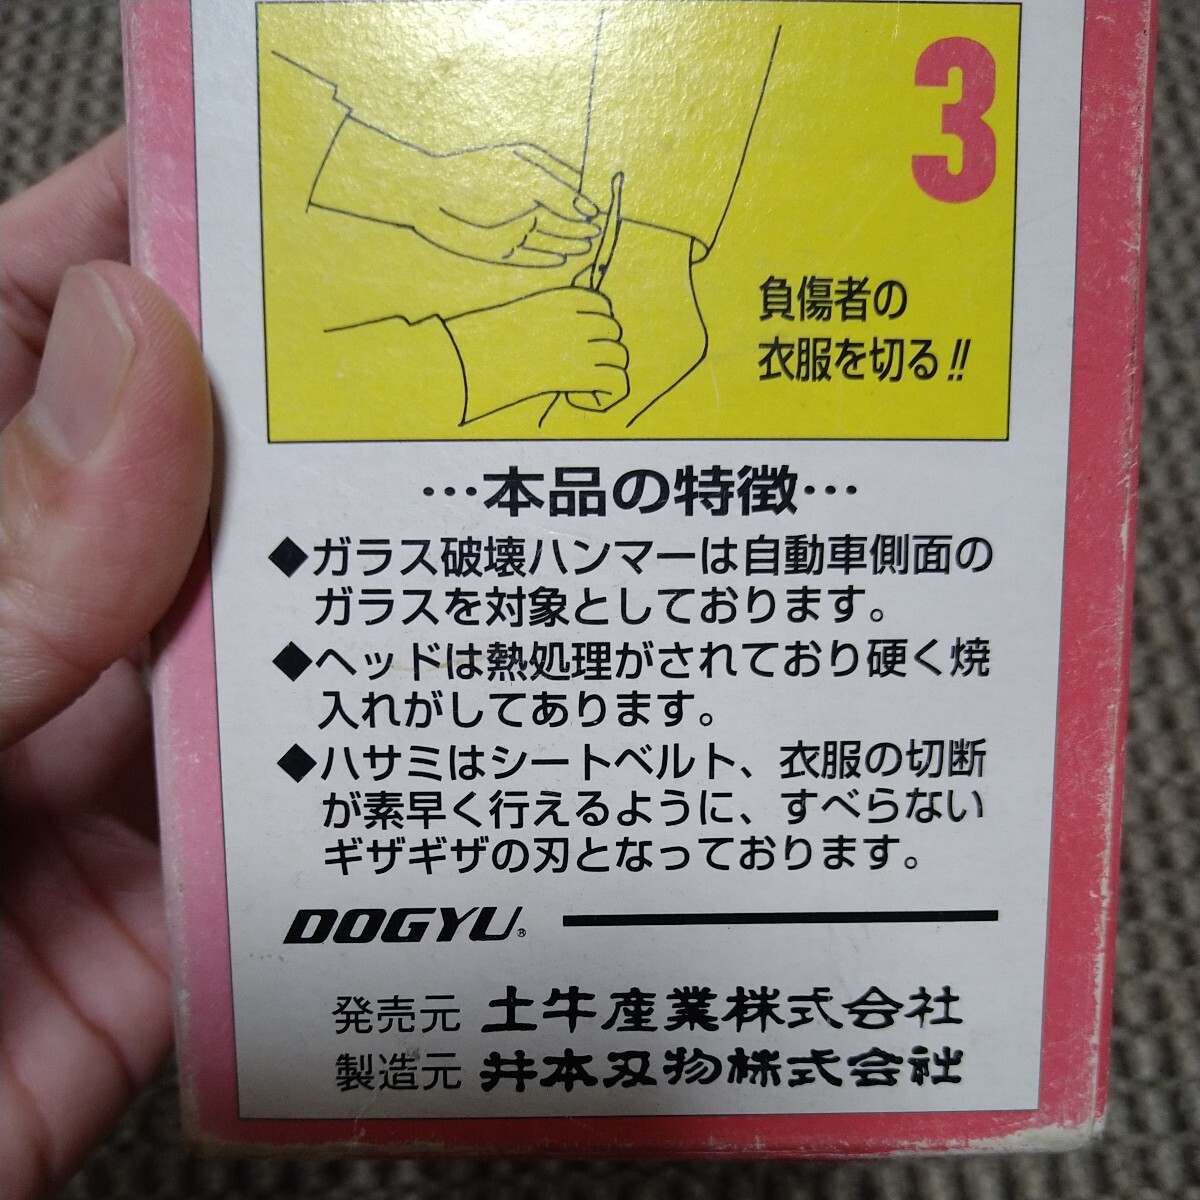 3
負傷者の
衣服を切る!!
…本品の特徴…
◆ガラス破壊ハンマーは自動車側面の
ガラスを対象としております。
◆ヘッドは熱処理がされており硬く焼
入れがしてあります。
◆ハサミはシートベルト、衣服の切断
が素早く行えるように、すべらない
ギザギザの刃となっております。
DOGYU®
発売元 土牛産業株式会社
製造元 井本刃物株式会社